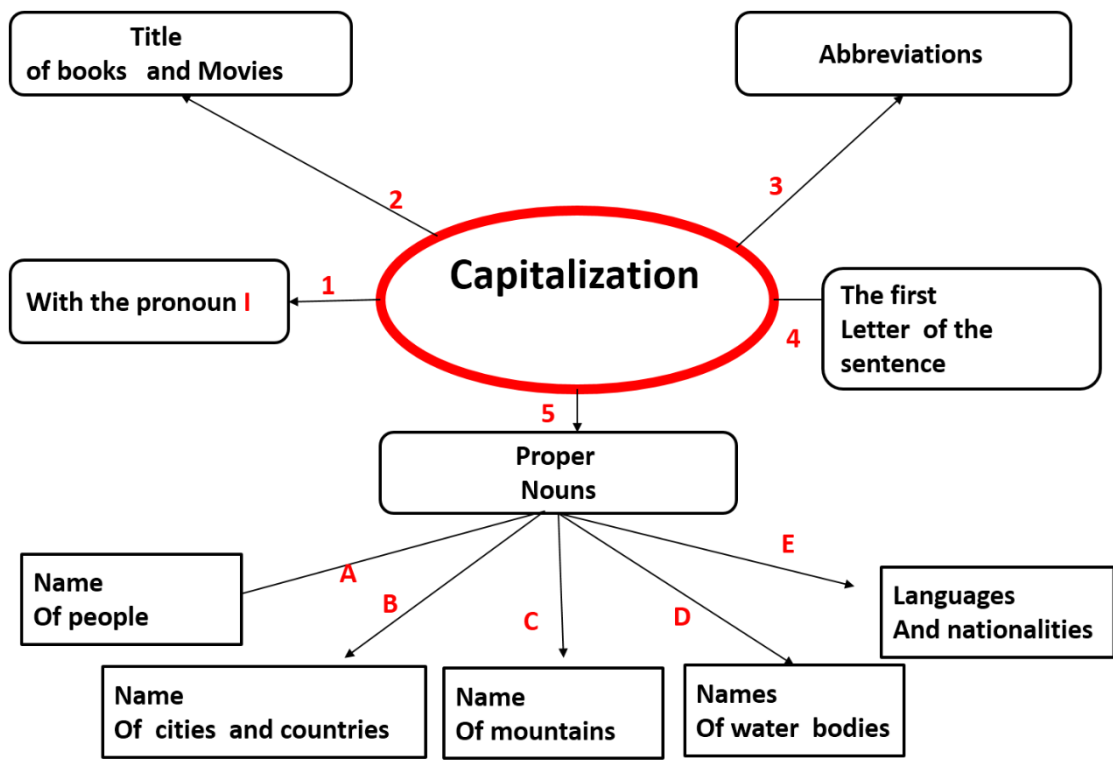 Title
of books and Movies
Abbreviations
2
3
Capitalization
With the pronoun I
1
The first
Letter of the
sentence
4
5
Proper
Nouns
A
B
C
D
E
Name
Of people
Languages
And nationalities
Name
Of cities and countries
Name
Of mountains
Names
Of water bodies